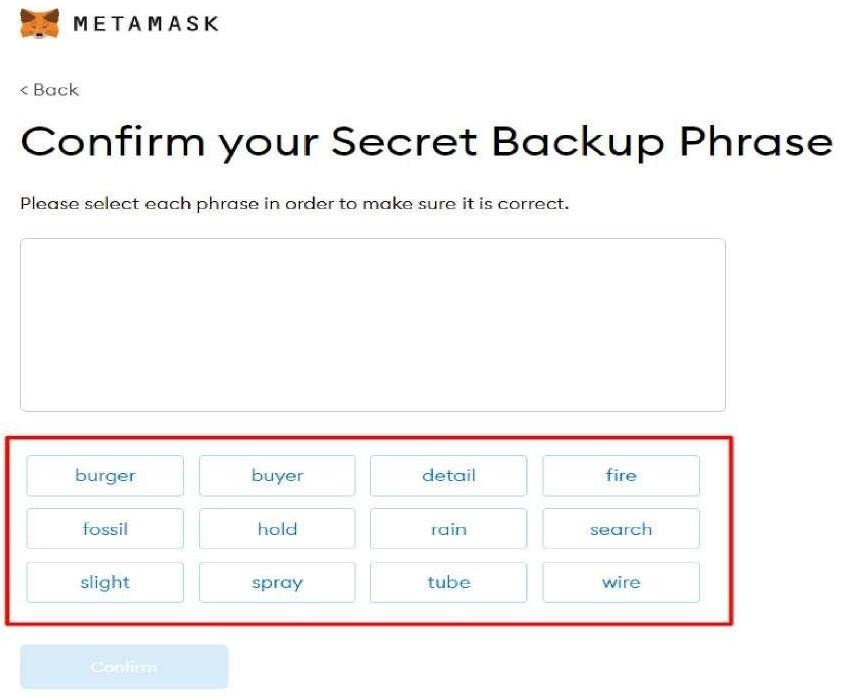 METAMASK
< Back
Confirm your Secret Backup Phrase
Please select each phrase in order to make sure it is correct.
burger buyer detail fire
fossil hold rain search
slight spray tube wire
Confirm